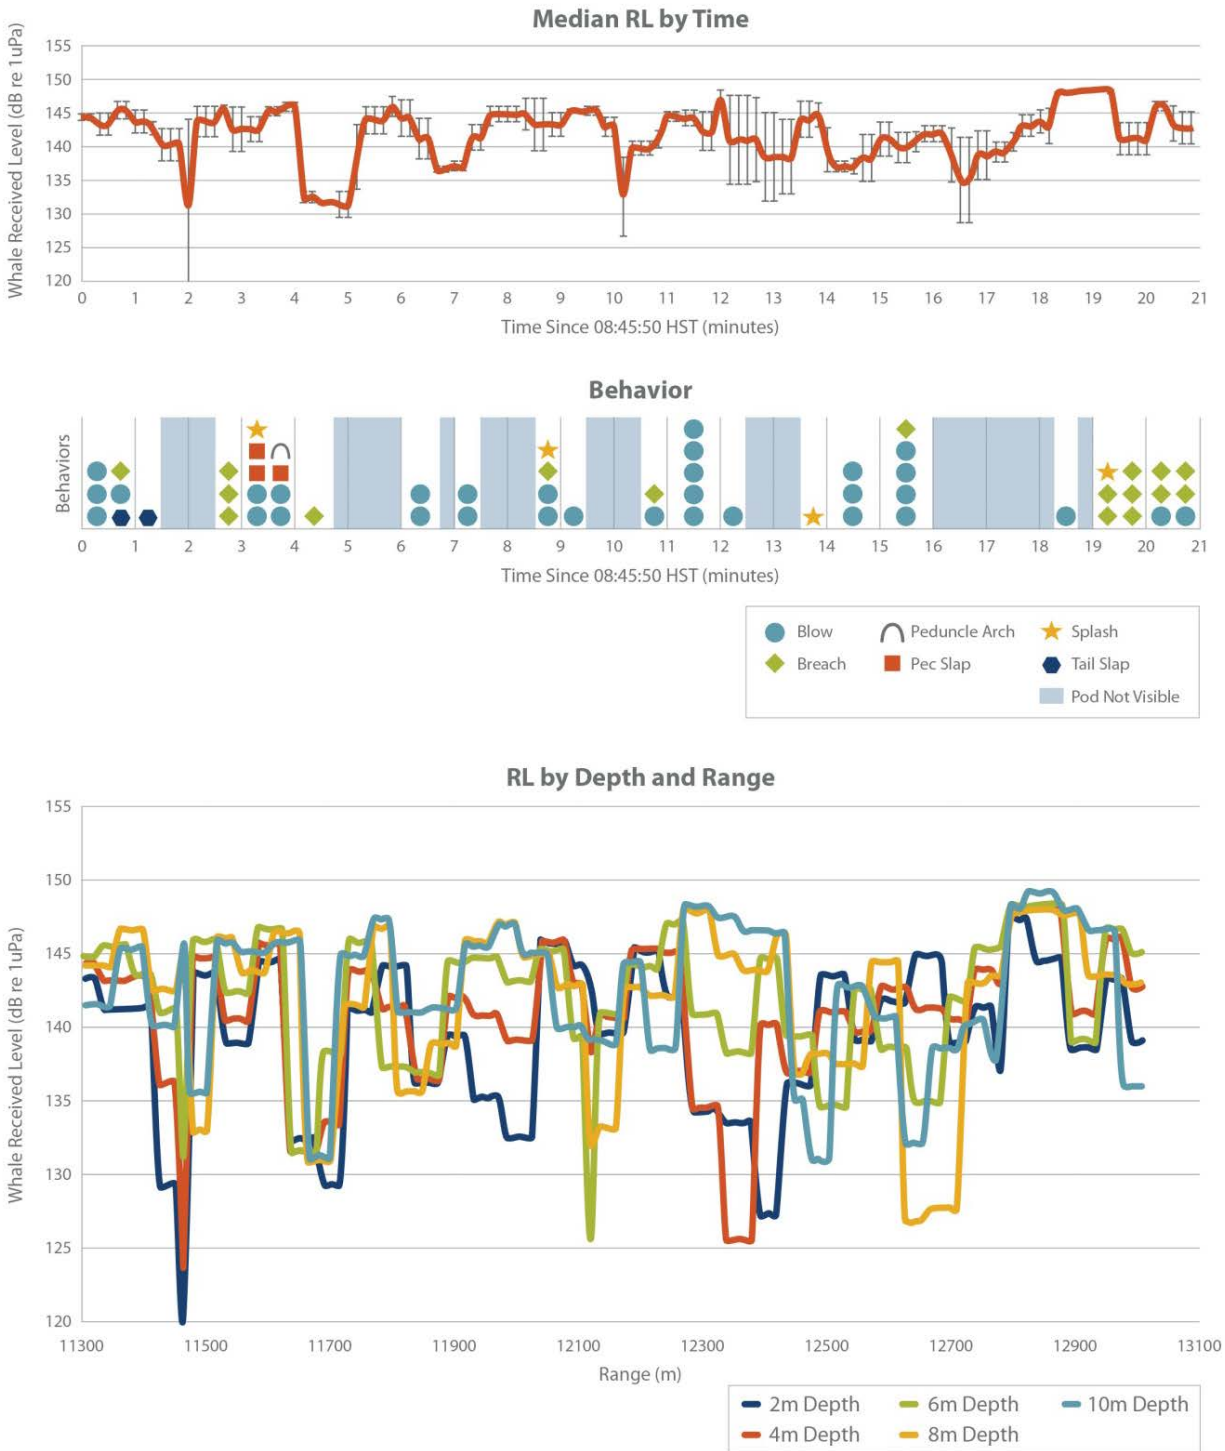 Median RL by Time
Whale Received Level (dB re 1uPa)
155
150
145
140
135
130
125
120
0 1 2 3 4 5 6 7 8 9 10 11 12 13 14 15 16 17 18 19 20 21
Time Since 08:45:50 HST (minutes)
Behavior
Behaviors
0 1 2 3 4 5 6 7 8 9 10 11 12 13 14 15 16 17 18 19 20 21
Time Since 08:45:50 HST (minutes)
Blow Peduncle Arch Splash
Breach Pec Slap Tail Slap
Pod Not Visible
RL by Depth and Range
Whale Received Level (dB re 1uPa)
155
150
145
140
135
130
125
120
11300 11500 11700 11900 12100 12300 12500 12700 12900 13100
Range (m)
2m Depth 6m Depth 10m Depth
4m Depth 8m Depth